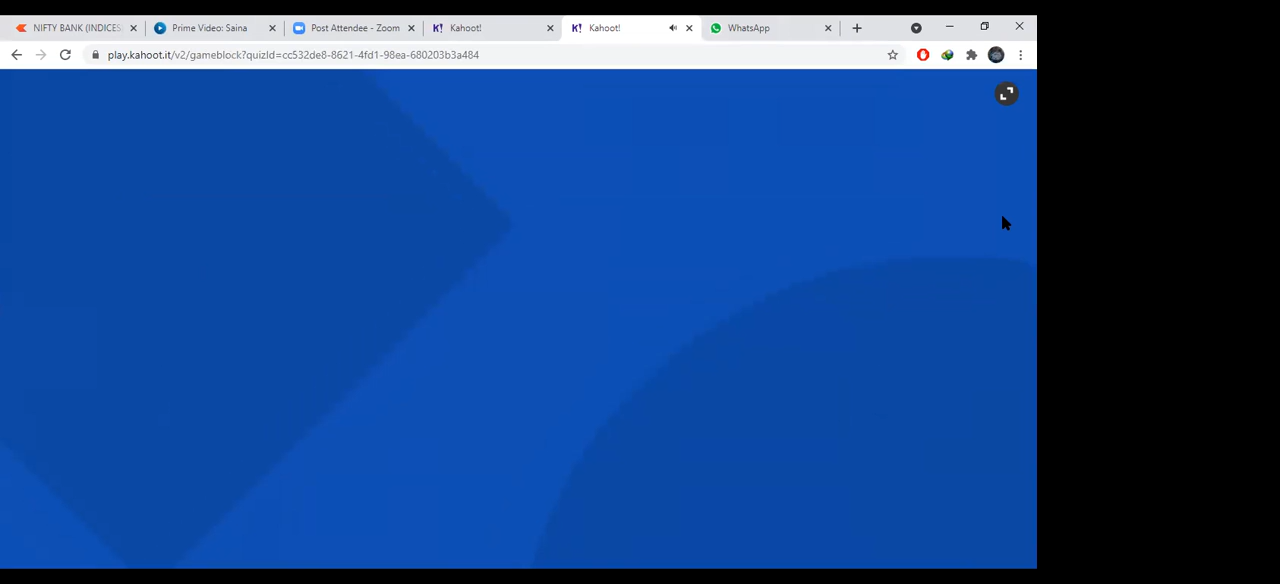 NIFTY BANK (INDICES
Prime Video: Saina
Post Attendee - Zoom
K! Kahoot!
K! Kahoot!
WhatsApp
play.kahoot.it/v2/gameblock?quizId=cc532de8-8621-4fd1-98ea-680203b3a484